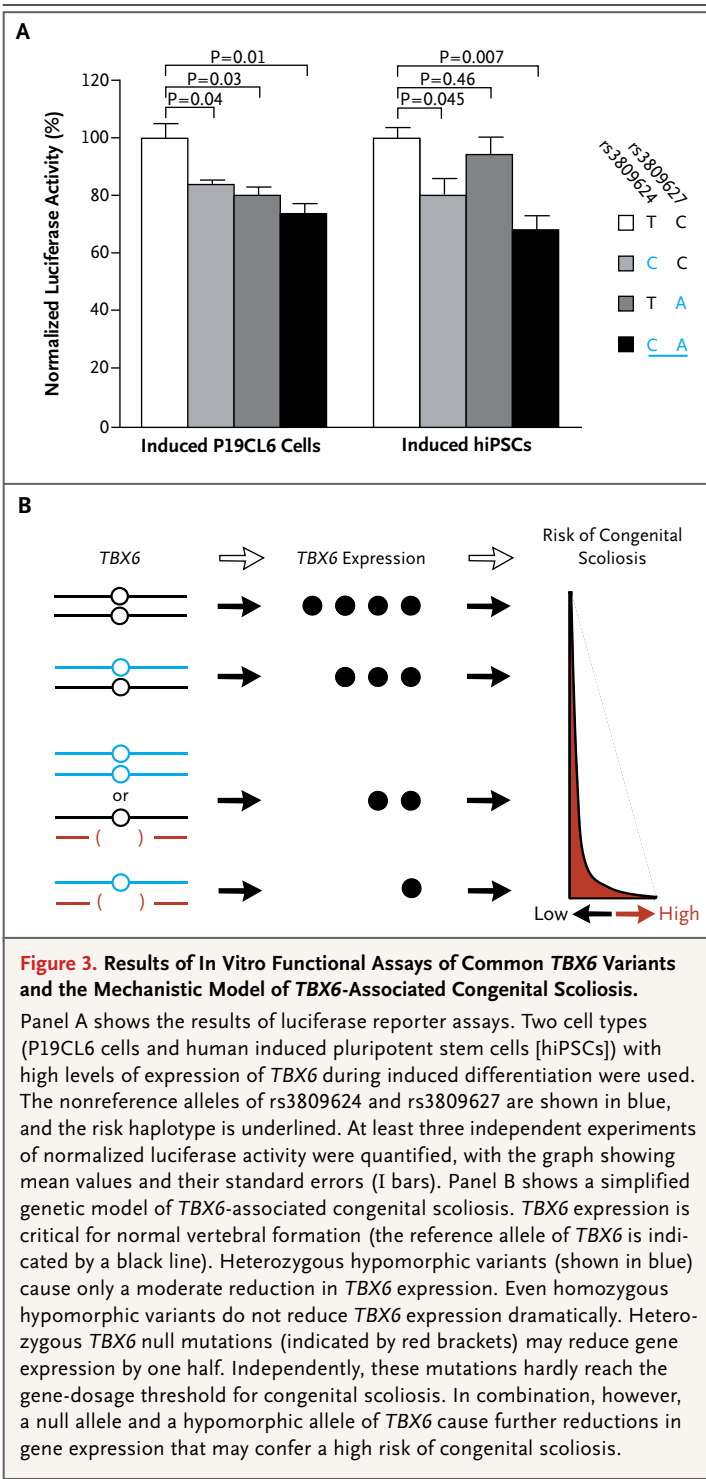 A
P=0.01
P=0.03
P=0.04
P=0.007
P=0.46
P=0.045
120
100
80
60
40
20
0
Normalized Luciferase Activity (%)
Induced P19CL6 Cells
Induced hiPSCs
rs3809624
rs3809627
T C
C C
T A
C A
B
TBX6
TBX6 Expression
Risk of Congenital
Scoliosis
or
( )
( )
Low
High
Figure 3. Results of In Vitro Functional Assays of Common TBX6 Variants
and the Mechanistic Model of TBX6-Associated Congenital Scoliosis.
Panel A shows the results of luciferase reporter assays. Two cell types
(P19CL6 cells and human induced pluripotent stem cells [hiPSCs]) with
high levels of expression of TBX6 during induced differentiation were used.
The nonreference alleles of rs3809624 and rs3809627 are shown in blue,
and the risk haplotype is underlined. At least three independent experiments
of normalized luciferase activity were quantified, with the graph showing
mean values and their standard errors (I bars). Panel B shows a simplified
genetic model of TBX6-associated congenital scoliosis. TBX6 expression is
critical for normal vertebral formation (the reference allele of TBX6 is indi-
cated by a black line). Heterozygous hypomorphic variants (shown in blue)
cause only a moderate reduction in TBX6 expression. Even homozygous
hypomorphic variants do not reduce TBX6 expression dramatically. Hetero-
zygous TBX6 null mutations (indicated by red brackets) may reduce gene
expression by one half. Independently, these mutations hardly reach the
gene-dosage threshold for congenital scoliosis. In combination, however,
a null allele and a hypomorphic allele of TBX6 cause further reductions in
gene expression that may confer a high risk of congenital scoliosis.